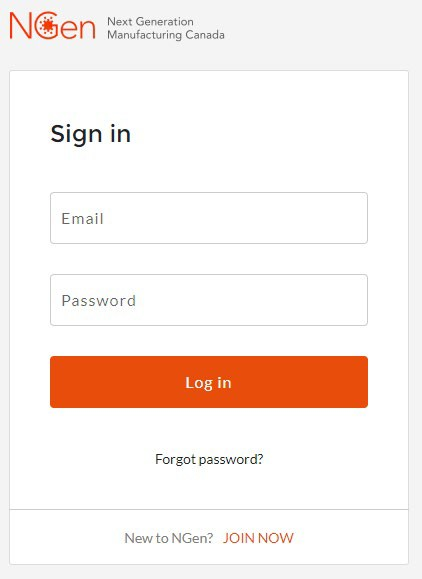 NGen
Next Generation
Manufacturing Canada
Sign in
Email
Password
Log in
Forgot password?
New to NGen? JOIN NOW